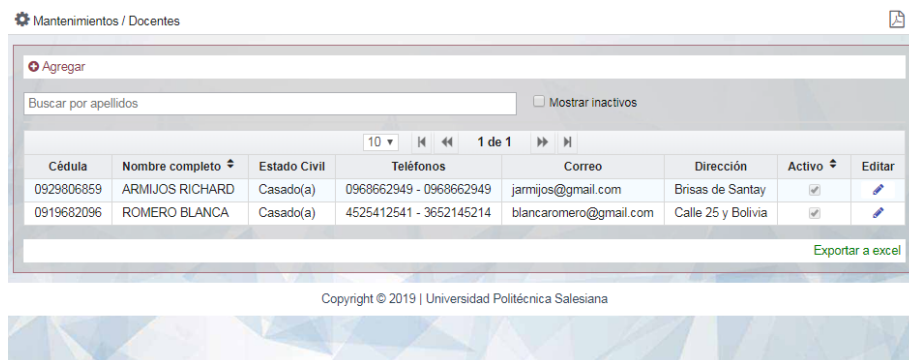 Mantenimientos / Docentes
Agregar
Buscar por apellidos
Mostrar inactivos
10 1 de 1
Cédula Nombre completo Estado Civil Teléfonos Correo Dirección Activo Editar
0929806859 ARMIJOS RICHARD Casado(a) 0968662949 - 0968662949 jarmijos@gmail.com Brisas de Santay
0919682096 ROMERO BLANCA Casado(a) 4525412541 - 3652145214 blancaromero@gmail.com Calle 25 y Bolivia
Exportar a excel
Copyright © 2019 | Universidad Politécnica Salesiana